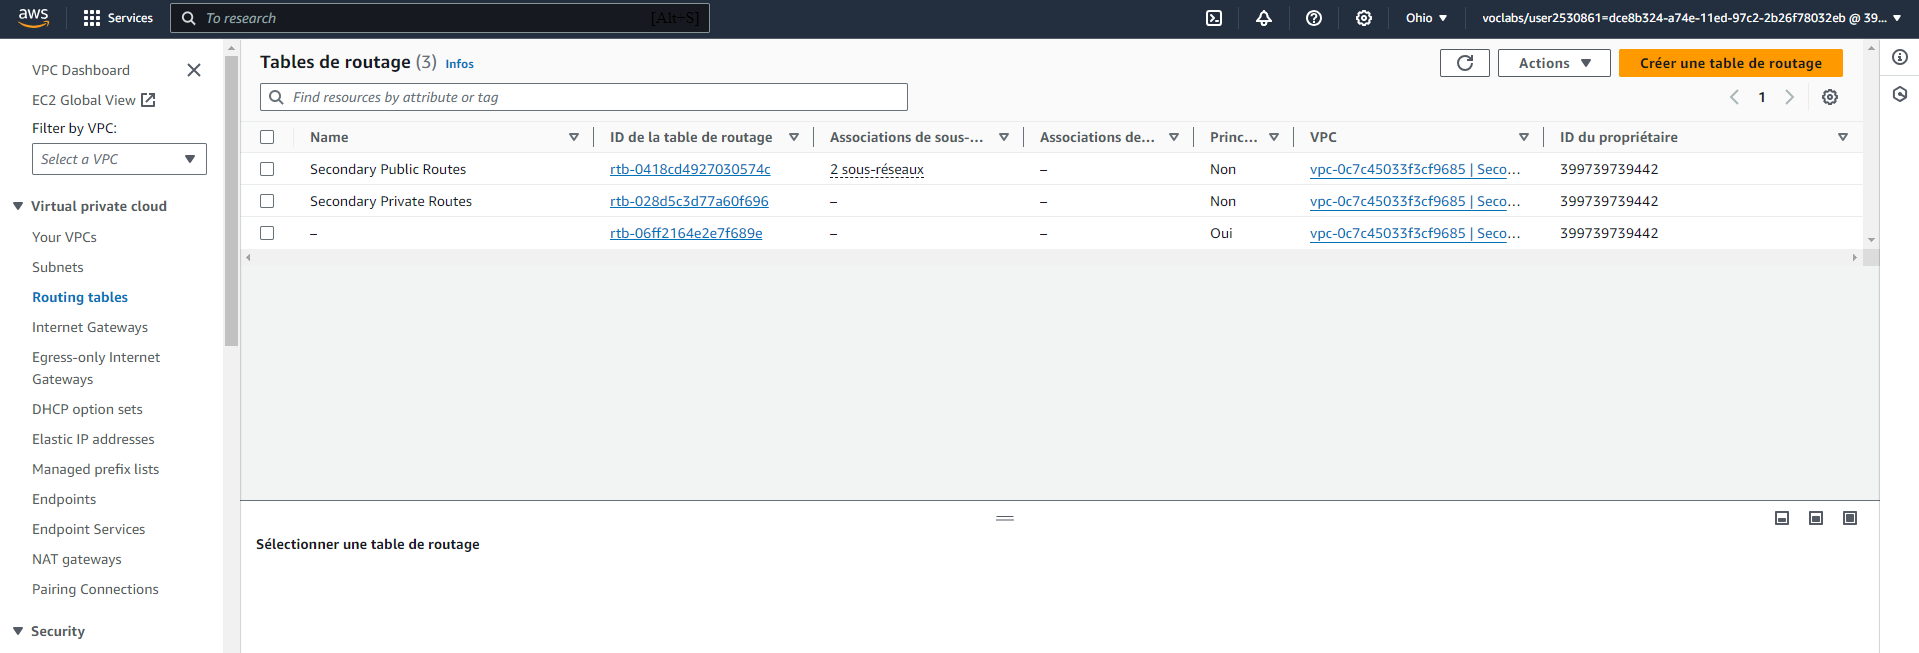 aws
Services
To research
[Alt+S]
Ohio
voclabs/user2530861=dce8b324-a74e-11ed-97c2-2b26f78032eb @ 39...
VPC Dashboard
EC2 Global View
Filter by VPC:
Select a VPC
Virtual private cloud
Your VPCs
Subnets
Routing tables
Internet Gateways
Egress-only Internet
Gateways
DHCP option sets
Elastic IP addresses
Managed prefix lists
Endpoints
Endpoint Services
NAT gateways
Pairing Connections
Security
Tables de routage (3) Infos
Actions
Créer une table de routage
Find resources by attribute or tag
1
Name ID de la table de routage Associations de sous-... Associations de... Princ... VPC ID du propriétaire
Secondary Public Routes rtb-0418cd4927030574c 2 sous-réseaux – Non vpc-0c7c45033f3cf9685 | Seco... 399739739442
Secondary Private Routes rtb-028d5c3d77a60f696 – – Non vpc-0c7c45033f3cf9685 | Seco... 399739739442
– rtb-06ff2164e2e7f689e – – Oui vpc-0c7c45033f3cf9685 | Seco... 399739739442
Sélectionner une table de routage